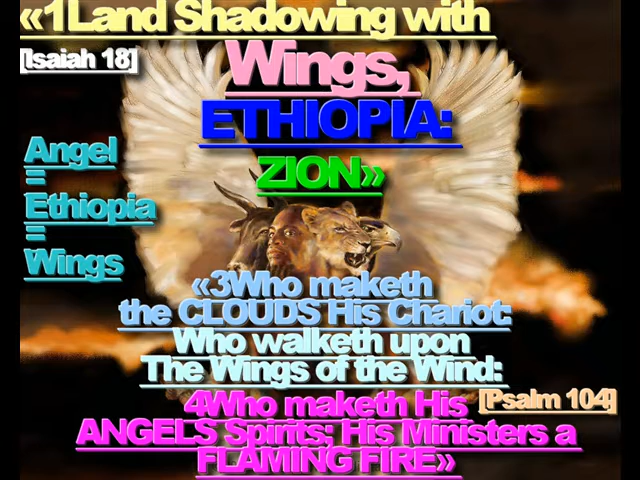 «1Land Shadowing with
[Isaiah 18]
Wings,
ETHIOPIA:
ZION»
Angel
=
Ethiopia
=
Wings
«3Who maketh
the CLOUDS His Chariot:
Who walketh upon
The Wings of the Wind:
4Who maketh His
[Psalm 104]
ANGELS Spirits; His Ministers a
FLAMING FIRE»